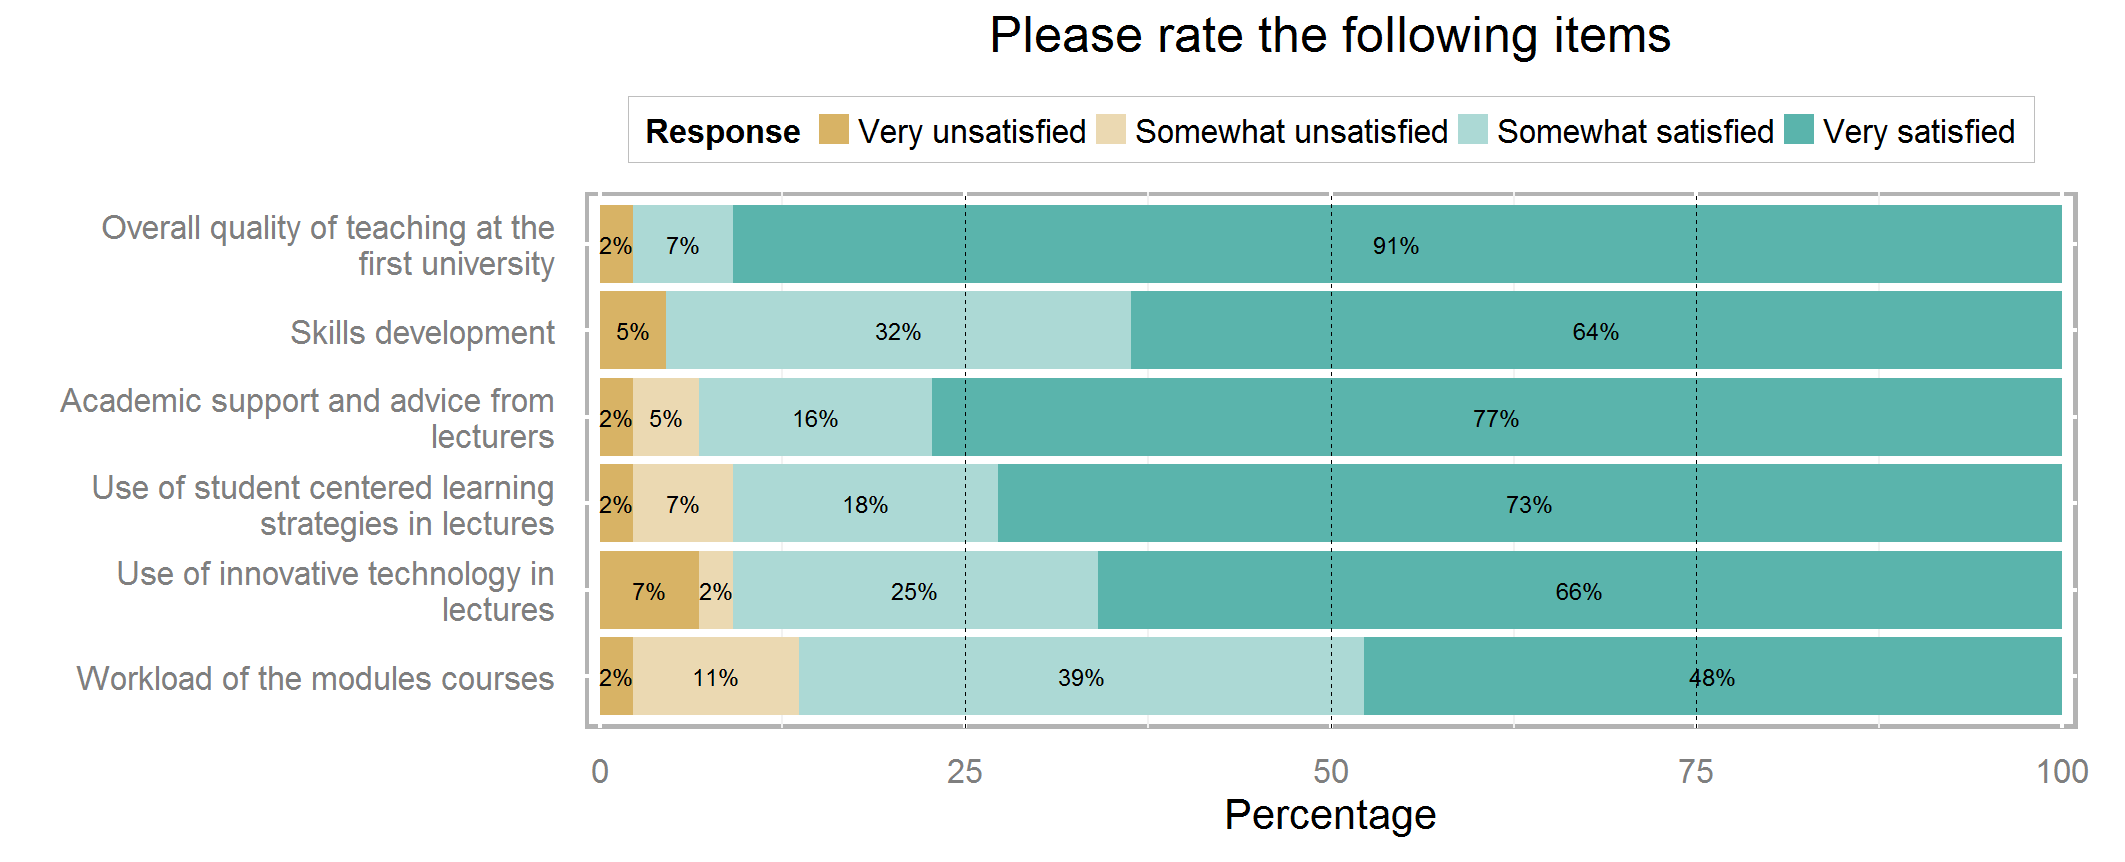 Please rate the following items
Response Very unsatisfied Somewhat unsatisfied Somewhat satisfied Very satisfied
Overall quality of teaching at the
first university
2% 7% 91%
Skills development
5% 32% 64%
Academic support and advice from
lecturers
2% 5% 16% 77%
Use of student centered learning
strategies in lectures
2% 7% 18% 73%
Use of innovative technology in
lectures
7% 2% 25% 66%
Workload of the modules courses
2% 11% 39% 48%
0 25 50 75 100
Percentage